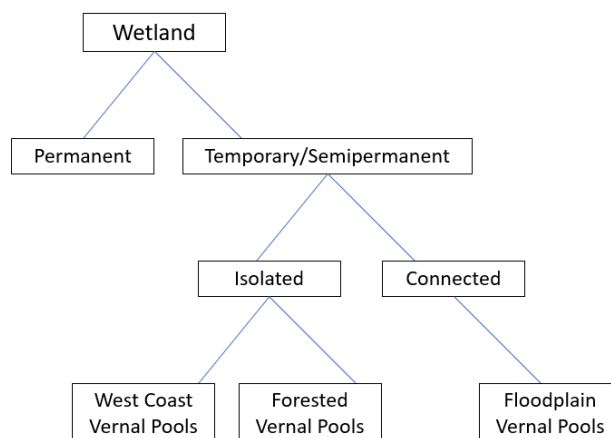 Wetland
Permanent
Temporary/Semipermanent
Isolated
Connected
West Coast
Vernal Pools
Forested
Vernal Pools
Floodplain
Vernal Pools